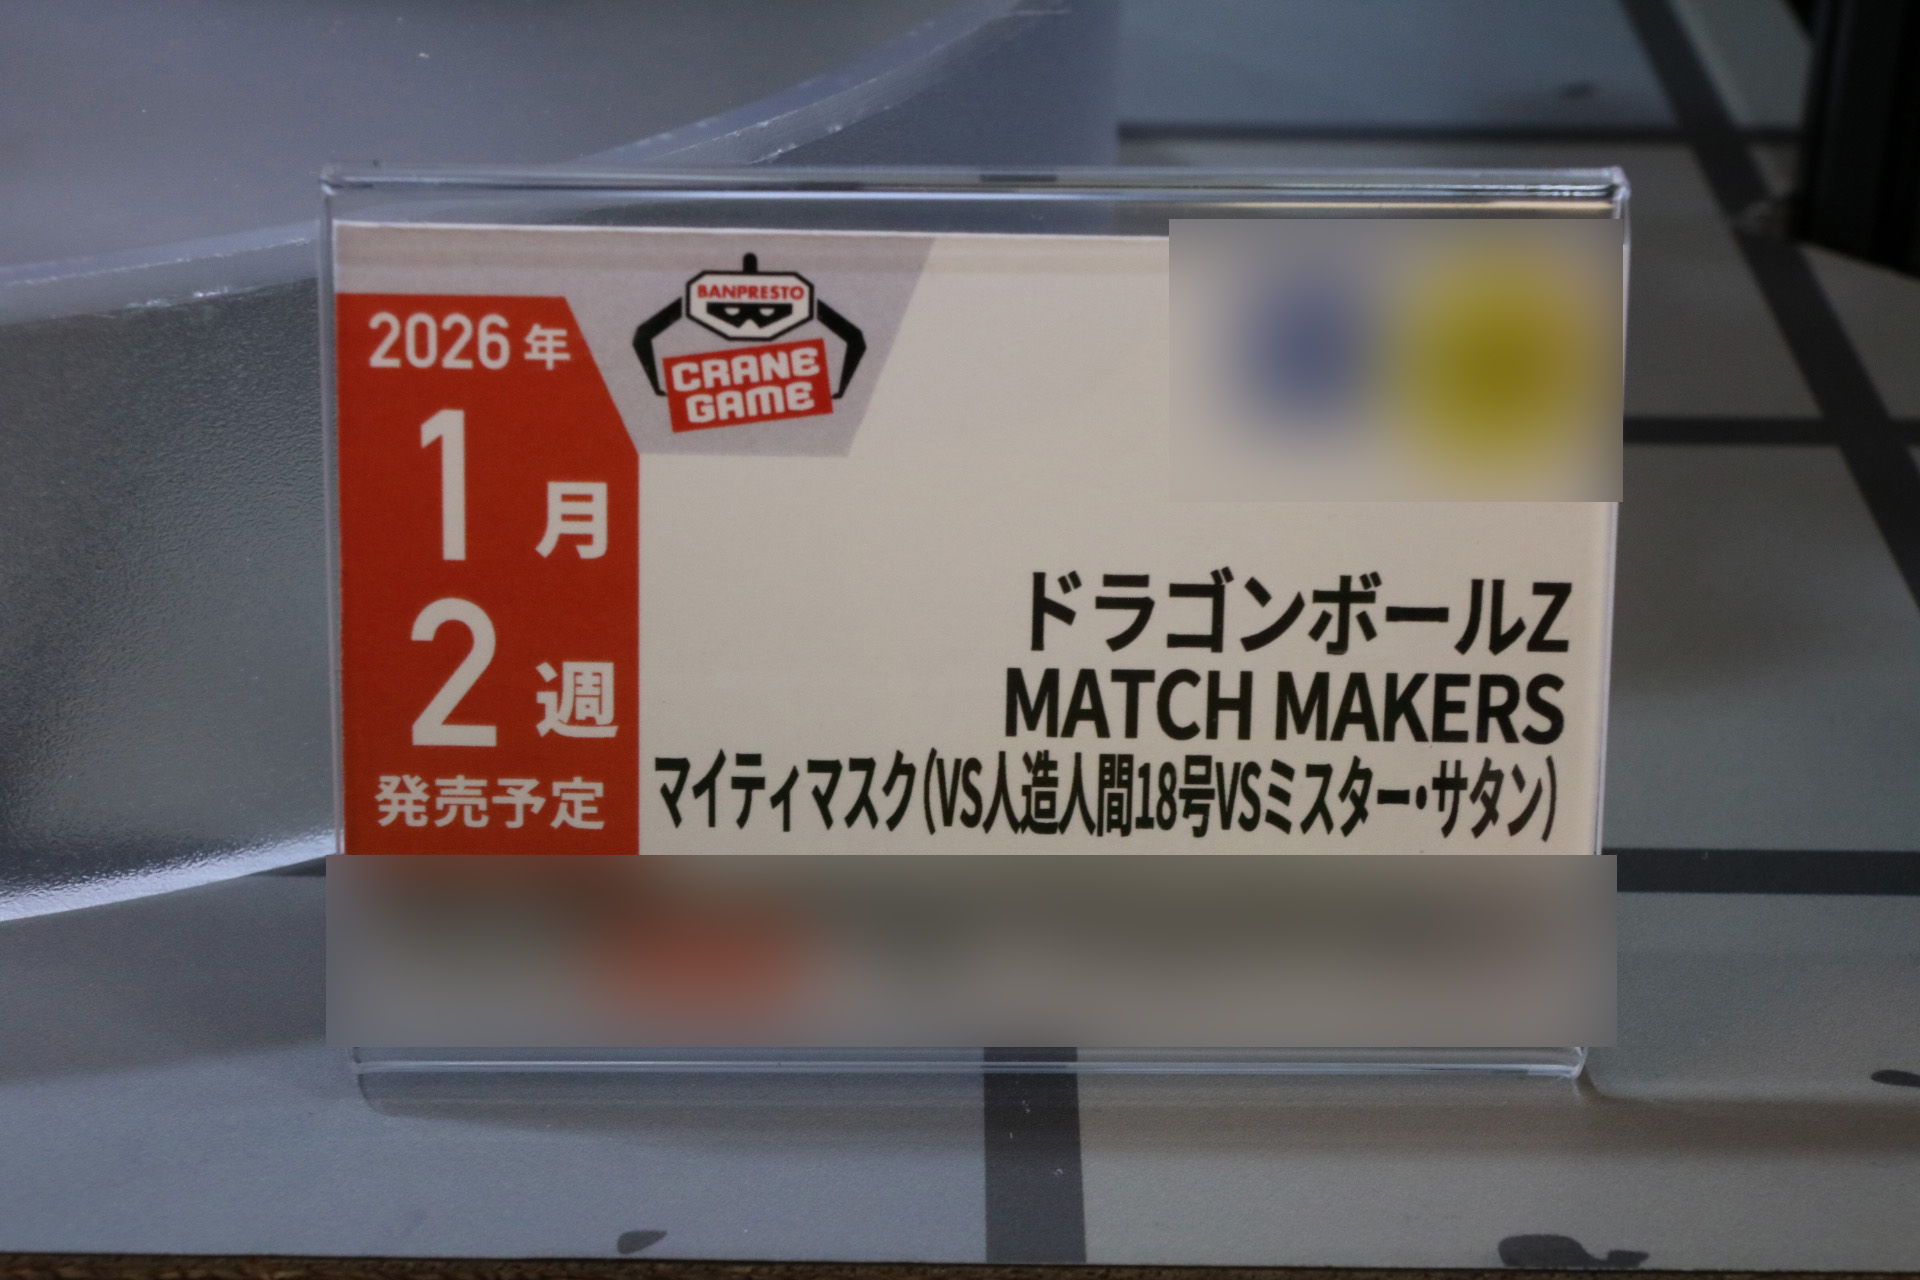 2026年
1月
2週
発売予定
BANPRESTO
CRANE
GAME
ドラゴンボールZ
MATCH MAKERS
マイティマスク(VS人造人間18号VSミスター・サタン)